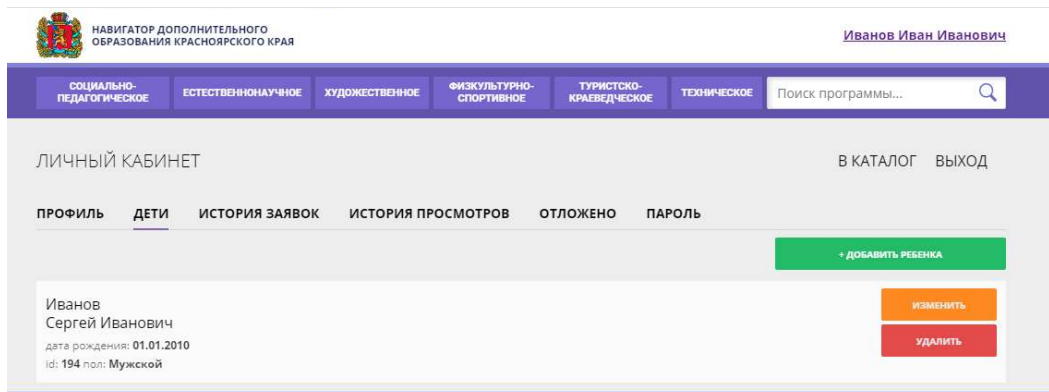 НАВИГАТОР ДОПОЛНИТЕЛЬНОГО
ОБРАЗОВАНИЯ КРАСНОЯРСКОГО КРАЯ
Иванов Иван Иванович
СОЦИАЛЬНО-
ПЕДАГОГИЧЕСКОЕ
ЕСТЕСТВЕННОНАУЧНОЕ
ХУДОЖЕСТВЕННОЕ
ФИЗКУЛЬТУРНО-
СПОРТИВНОЕ
ТУРИСТСКО-
КРАЕВЕДЧЕСКОЕ
ТЕХНИЧЕСКОЕ
Поиск программы...
ЛИЧНЫЙ КАБИНЕТ
В КАТАЛОГ ВЫХОД
ПРОФИЛЬ ДЕТИ ИСТОРИЯ ЗАЯВОК ИСТОРИЯ ПРОСМОТРОВ ОТЛОЖЕНО ПАРОЛЬ
+ ДОБАВИТЬ РЕБЕНКА
Иванов
Сергей Иванович
дата рождения: 01.01.2010
id: 194 пол: Мужской
ИЗМЕНИТЬ
УДАЛИТЬ